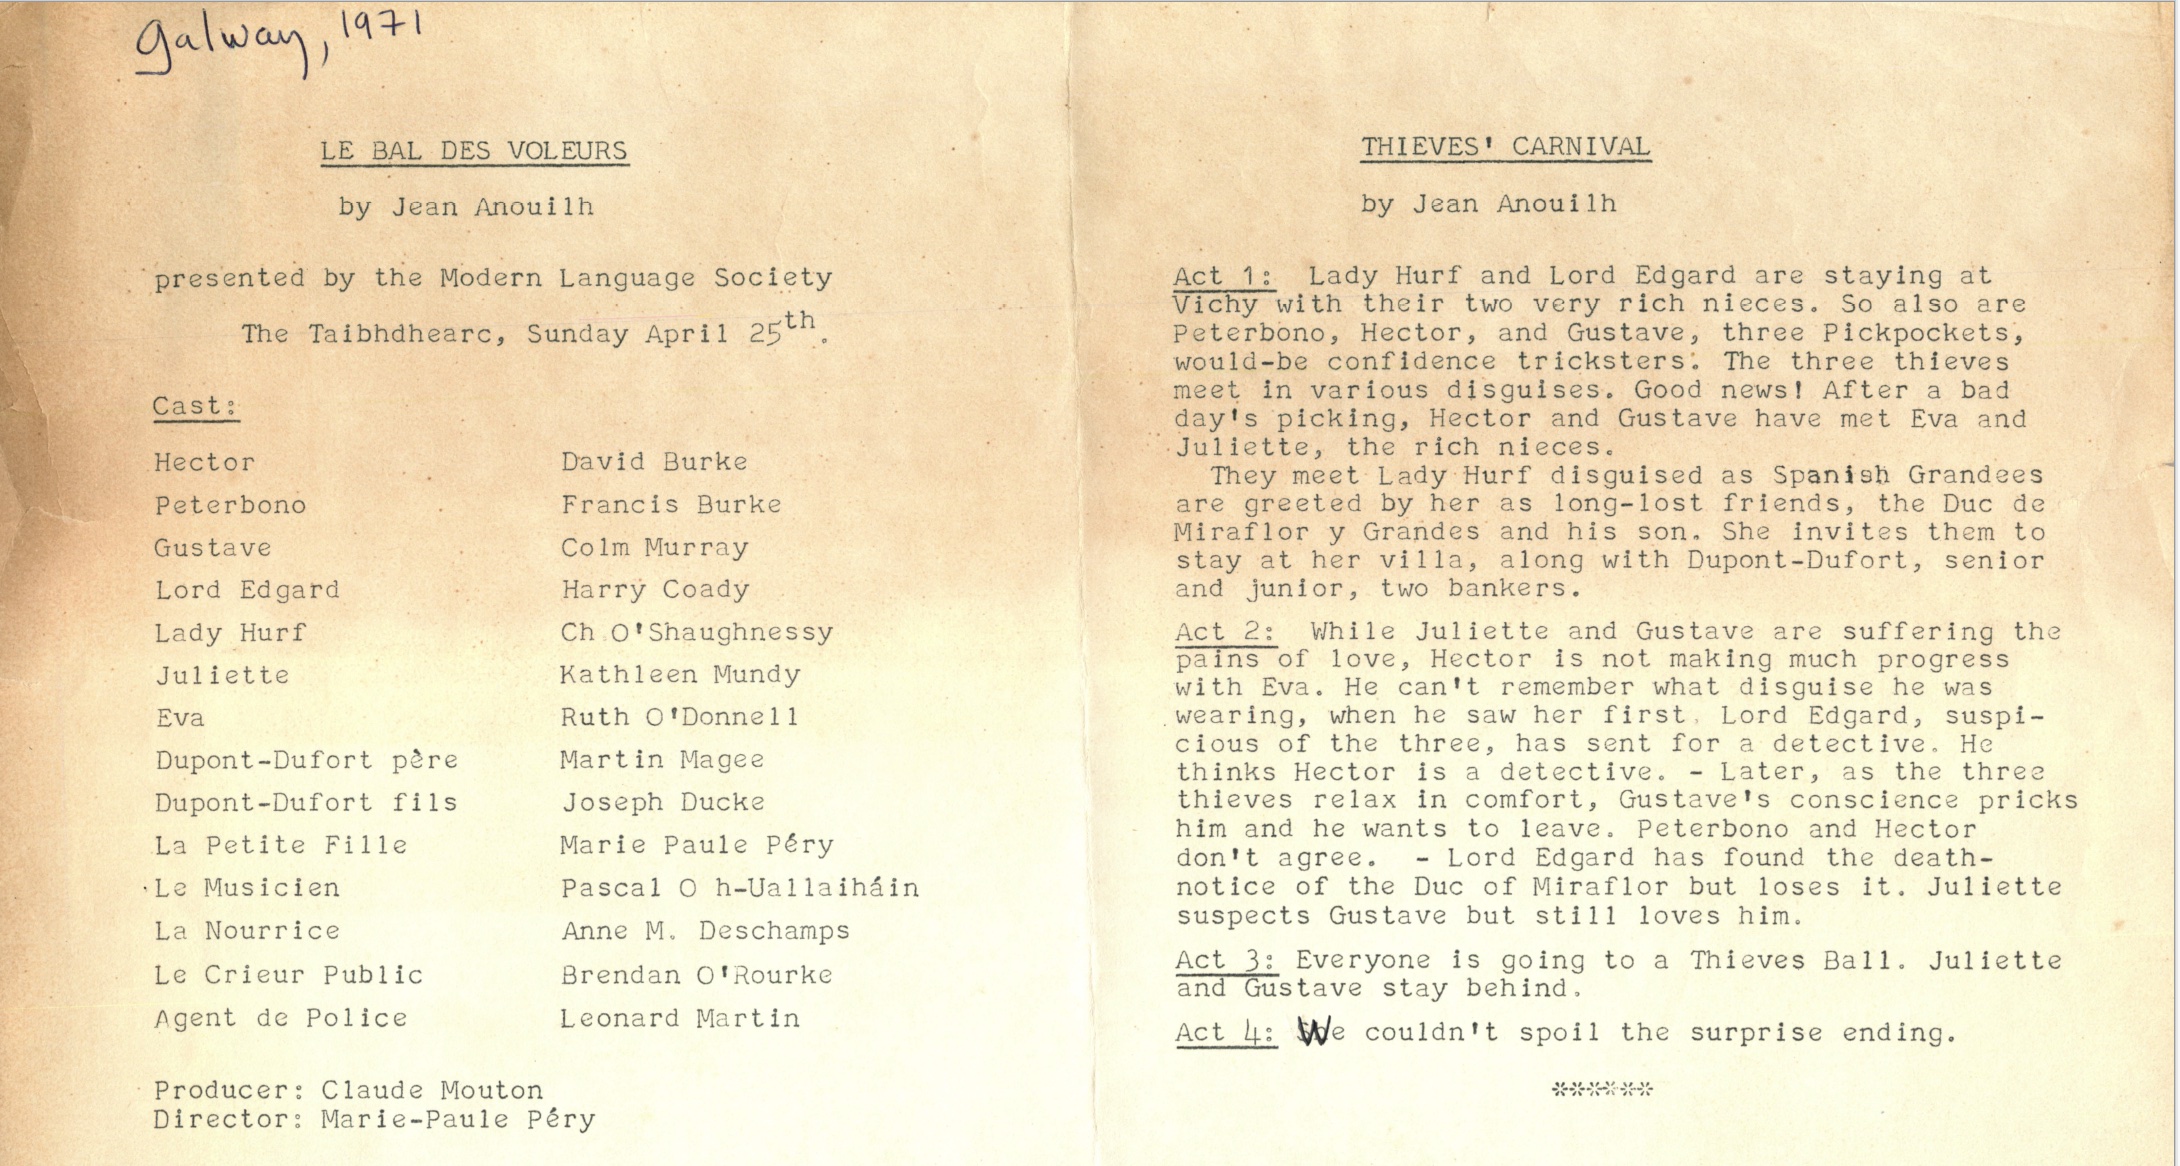 Galway, 1971
LE BAL DES VOLEURS
by Jean Anouilh
presented by the Modern Language Society
The Taibhdhearc, Sunday April 25th.
Cast:
Hector David Burke
Peterbono Francis Burke
Gustave Colm Murray
Lord Edgard Harry Coady
Lady Hurf Ch O'Shaughnessy
Juliette Kathleen Mundy
Eva Ruth O'Donnell
Dupont-Dufort père Martin Magee
Dupont-Dufort fils Joseph Ducke
La Petite Fille Marie Paule Péry
Le Musicien Pascal O h-Uallaiháin
La Nourrice Anne M. Deschamps
Le Crieur Public Brendan O'Rourke
Agent de Police Leonard Martin
Producer: Claude Mouton
Director: Marie-Paule Péry
THIEVES' CARNIVAL
by Jean Anouilh
Act 1: Lady Hurf and Lord Edgard are staying at
Vichy with their two very rich nieces. So also are
Peterbono, Hector, and Gustave, three Pickpockets,
would-be confidence tricksters. The three thieves
meet in various disguises. Good news! After a bad
day's picking, Hector and Gustave have met Eva and
Juliette, the rich nieces.
They meet Lady Hurf disguised as Spanish Grandees
are greeted by her as long-lost friends, the Duc de
Miraflor y Grandes and his son. She invites them to
stay at her villa, along with Dupont-Dufort, senior
and junior, two bankers.
Act 2: While Juliette and Gustave are suffering the
pains of love, Hector is not making much progress
with Eva. He can't remember what disguise he was
wearing, when he saw her first. Lord Edgard, suspi-
cious of the three, has sent for a detective. He
thinks Hector is a detective. - Later, as the three
thieves relax in comfort, Gustave's conscience pricks
him and he wants to leave. Peterbono and Hector
don't agree. - Lord Edgard has found the death-
notice of the Duc of Miraflor but loses it. Juliette
suspects Gustave but still loves him.
Act 3: Everyone is going to a Thieves Ball. Juliette
and Gustave stay behind.
Act 4: We couldn't spoil the surprise ending.
******